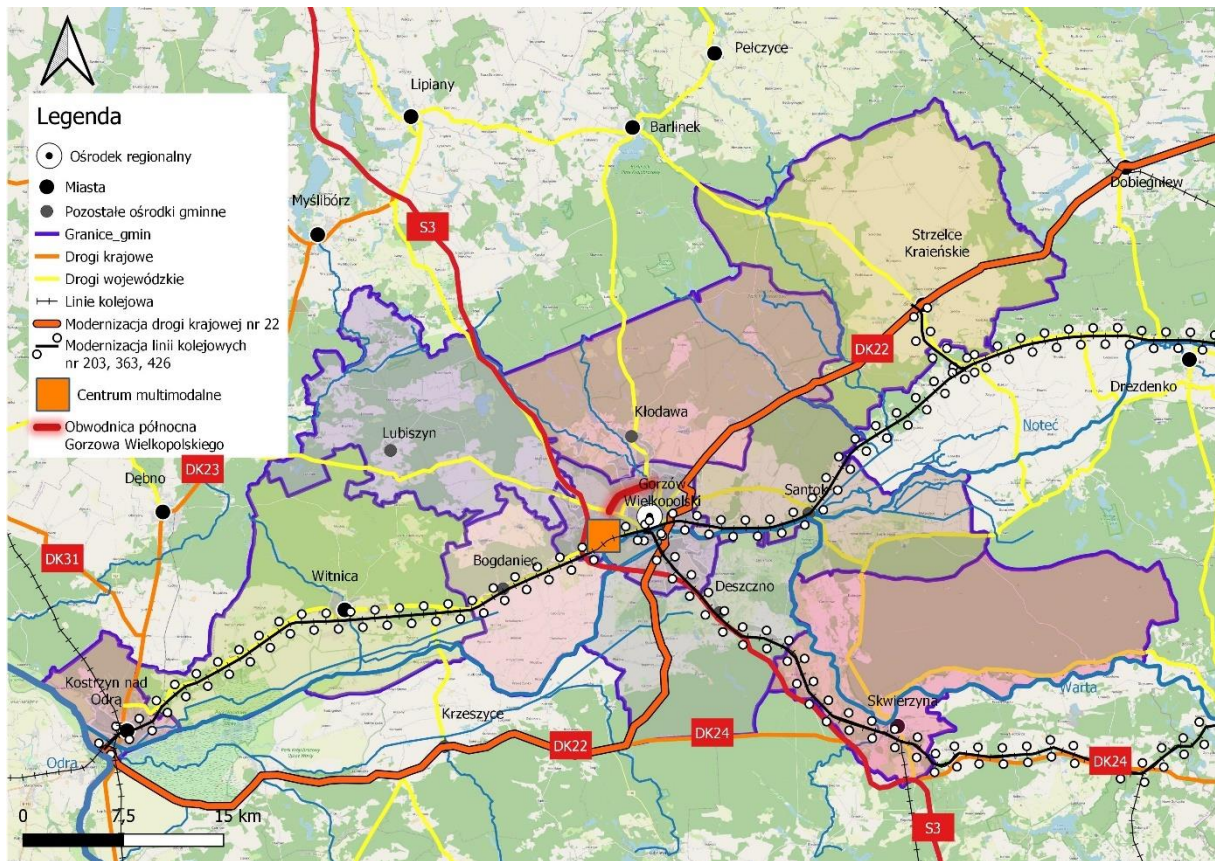 Legenda
Ośrodek regionalny
Miasta
Pozostałe ośrodki gminne
Granice_gmin
Drogi krajowe
Drogi wojewódzkie
Linie kolejowa
Modernizacja drogi krajowej nr 22
Modernizacja linii kolejowych
nr 203, 363, 426
Centrum multimodalne
Obwodnica północna
Gorzowa Wielkopolskiego
Pełczyce
Lipiany
Barlinek
Myślibórz
S3
Dobiegniew
Strzelce
Kraieńskie
DK22
Drezdenko
Kłodawa
Lubiszyn
Noteć
DK23
Dębno
Gorzów
Wielkopolski
Santok
DK31
Bogdaniec
Witnica
Deszczno
Kostrzyn nad
Odrą
Skwierzyna
Warta
Krzeszyce
DK22
DK24
DK24
Odra
S3
0 7,5 15 km